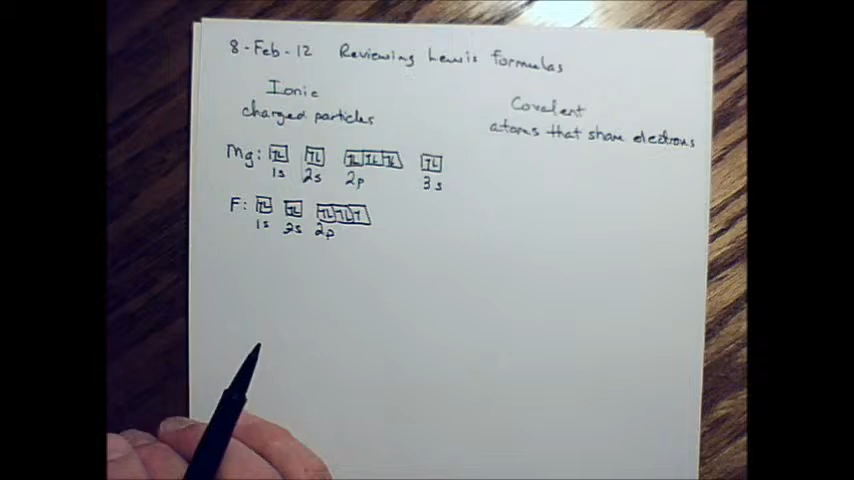 8-Feb-12 Reviewing Lewis formulas
Ionic
charged particles
Covalent
atoms that share electrons
Mg: ↿⇂ ↿⇂ ↿⇂ ↿⇂ ↿⇂ ↿⇂
1s 2s 2p 3s
F: ↿⇂ ↿⇂ ↿⇂ ↿⇂ ↿
1s 2s 2p